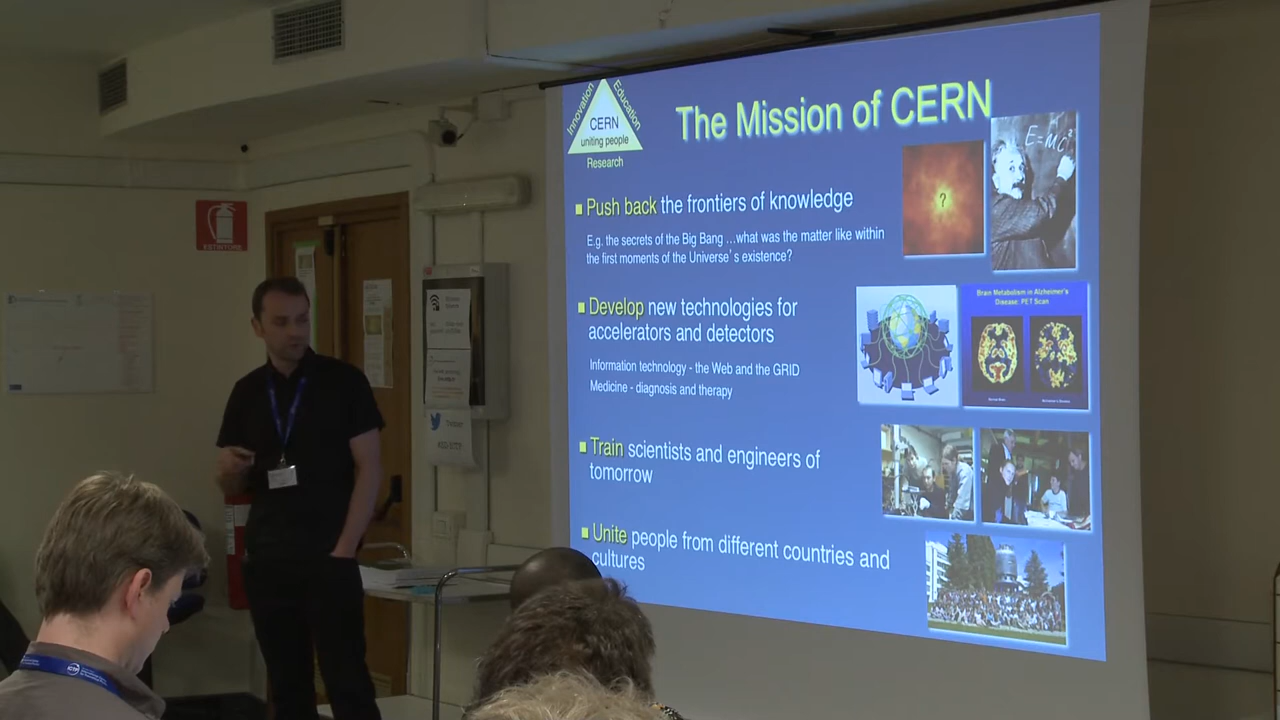 Innovation
Education
CERN
uniting people
Research
The Mission of CERN
E=MC²
Push back the frontiers of knowledge
?
E.g. the secrets of the Big Bang ...what was the matter like within
the first moments of the Universe's existence?
Develop new technologies for
accelerators and detectors
Brain Metabolism in Alzheimer's
Disease: PET Scan
Information technology - the Web and the GRID
Medicine - diagnosis and therapy
Train scientists and engineers of
tomorrow
Unite people from different countries and
cultures
ESTINTORE
ICTP